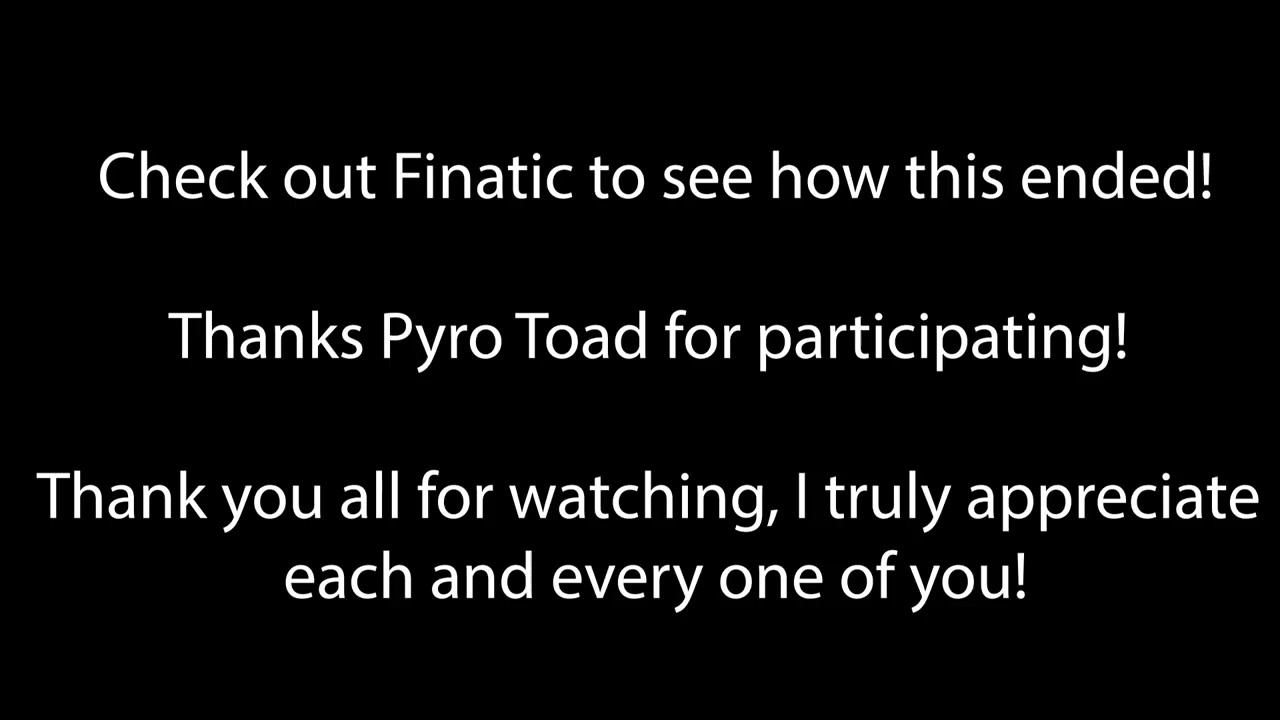 Check out Finatic to see how this ended!
Thanks Pyro Toad for participating!
Thank you all for watching, I truly appreciate
each and every one of you!